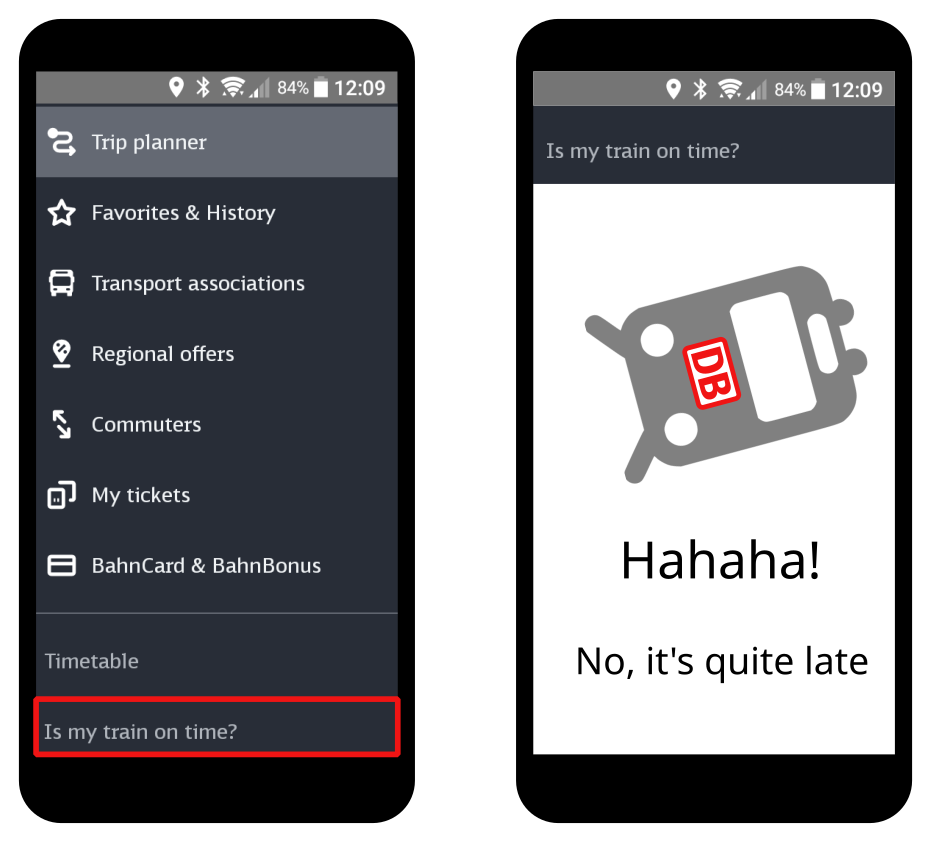 84% 12:09
Trip planner
Favorites & History
Transport associations
Regional offers
Commuters
My tickets
BahnCard & BahnBonus
Timetable
Is my train on time?
84% 12:09
Is my train on time?
DB
Hahaha!
No, it's quite late